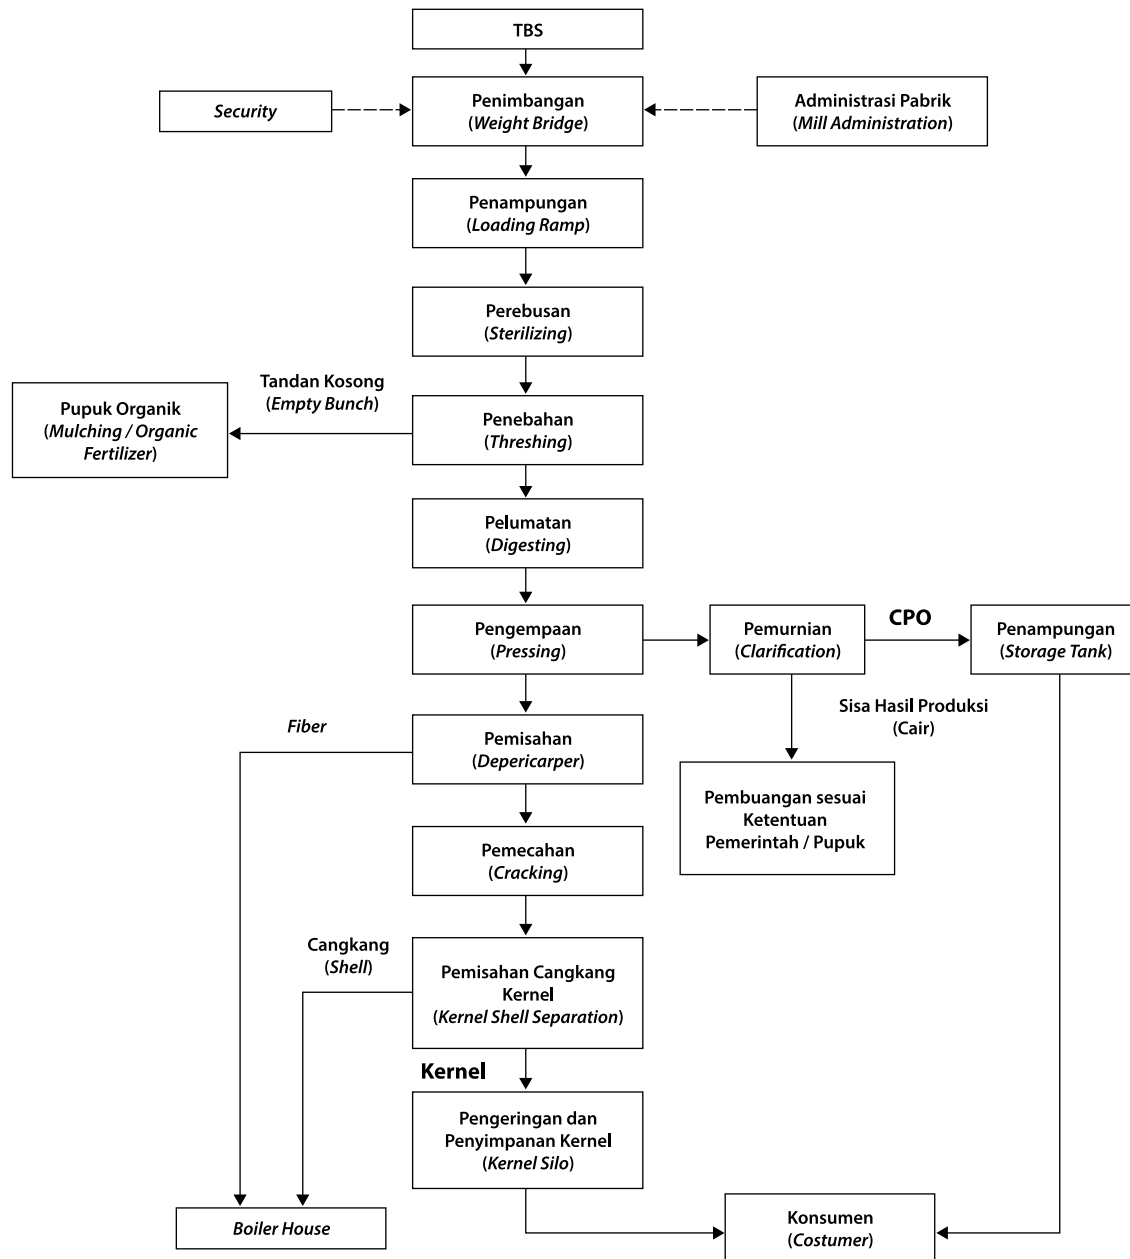 TBS
Security
Penimbangan
(Weight Bridge)
Administrasi Pabrik
(Mill Administration)
Penampungan
(Loading Ramp)
Perebusan
(Sterilizing)
Tandan Kosong
(Empty Bunch)
Pupuk Organik
(Mulching / Organic
Fertilizer)
Penebahan
(Threshing)
Pelumatan
(Digesting)
Pengempaan
(Pressing)
Pemurnian
(Clarification)
CPO
Penampungan
(Storage Tank)
Sisa Hasil Produksi
(Cair)
Fiber
Pemisahan
(Depericarper)
Pembuangan sesuai
Ketentuan
Pemerintah / Pupuk
Pemecahan
(Cracking)
Cangkang
(Shell)
Pemisahan Cangkang
Kernel
(Kernel Shell Separation)
Kernel
Pengeringan dan
Penyimpanan Kernel
(Kernel Silo)
Boiler House
Konsumen
(Costumer)